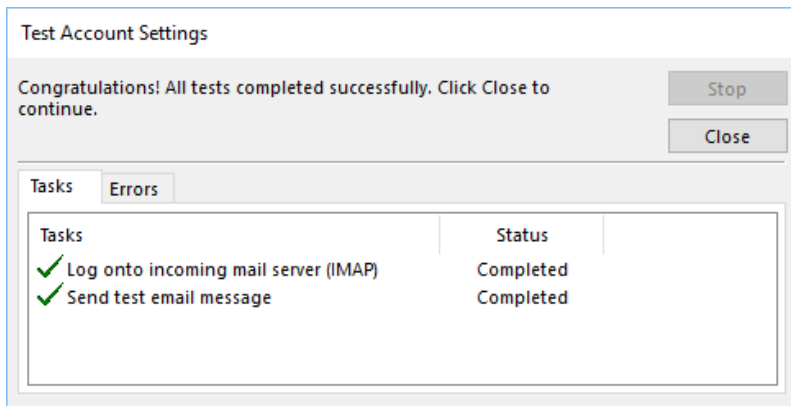 Test Account Settings
Congratulations! All tests completed successfully. Click Close to
continue.
Stop
Close
Tasks Errors
Tasks Status
Log onto incoming mail server (IMAP) Completed
Send test email message Completed